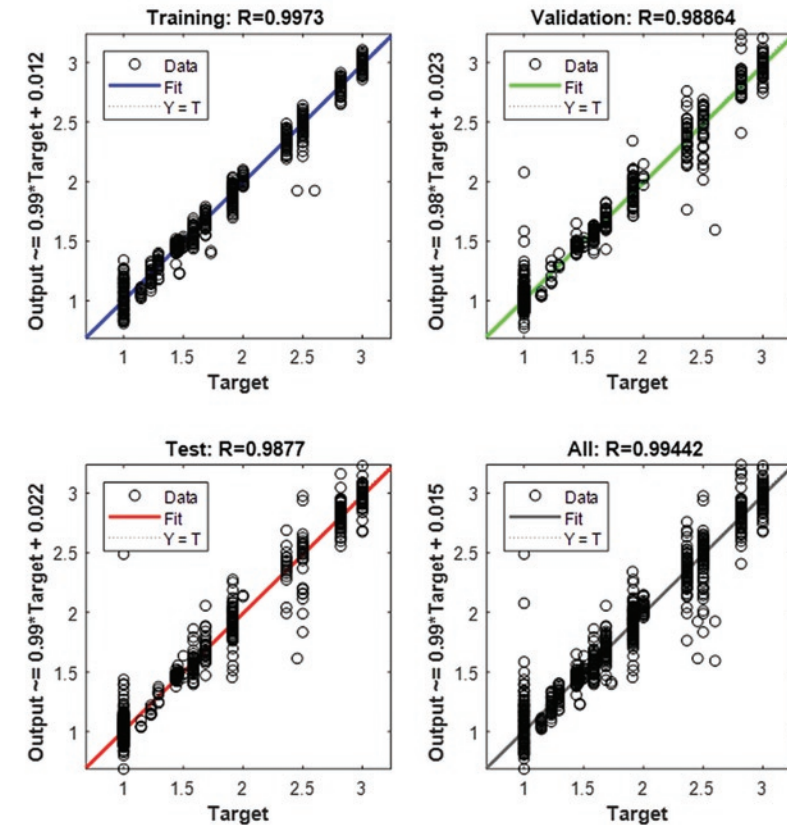 Training: R=0.9973
Output ~= 0.99*Target + 0.012
Data
Fit
Y = T
3
2.5
2
1.5
1
1 1.5 2 2.5 3
Target
Validation: R=0.98864
Output ~= 0.98*Target + 0.023
Data
Fit
Y = T
3
2.5
2
1.5
1
1 1.5 2 2.5 3
Target
Test: R=0.9877
Output ~= 0.99*Target + 0.022
Data
Fit
Y = T
3
2.5
2
1.5
1
1 1.5 2 2.5 3
Target
All: R=0.99442
Output ~= 0.99*Target + 0.015
Data
Fit
Y = T
3
2.5
2
1.5
1
1 1.5 2 2.5 3
Target